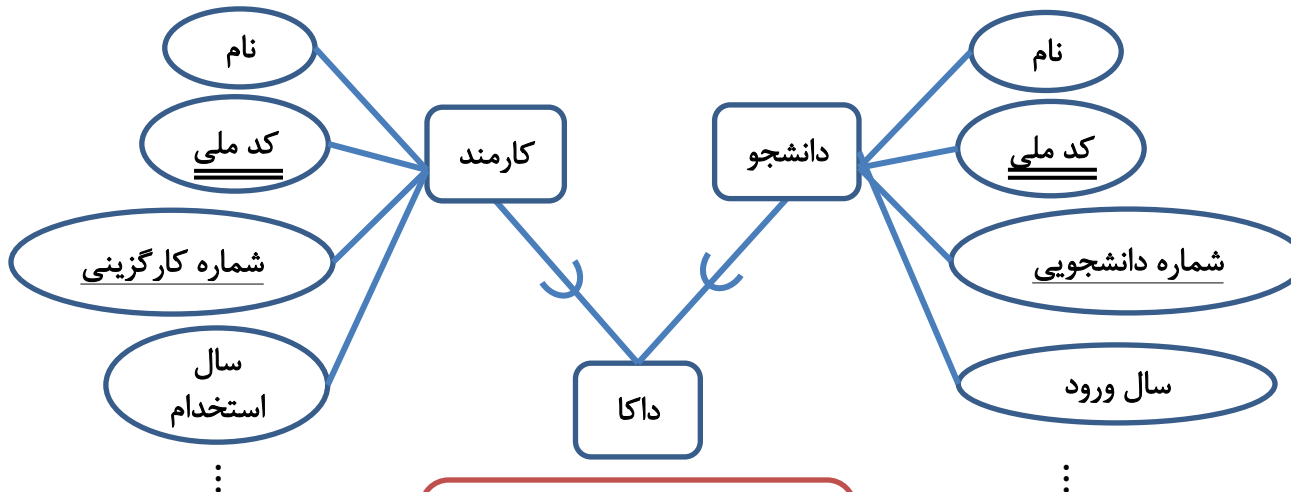 نام
کد ملی
شماره دانشجویی
سال ورود
⋮
دانشجو
کارمند
داکا
نام
کد ملی
شماره کارگزینی
سال
استخدام
⋮